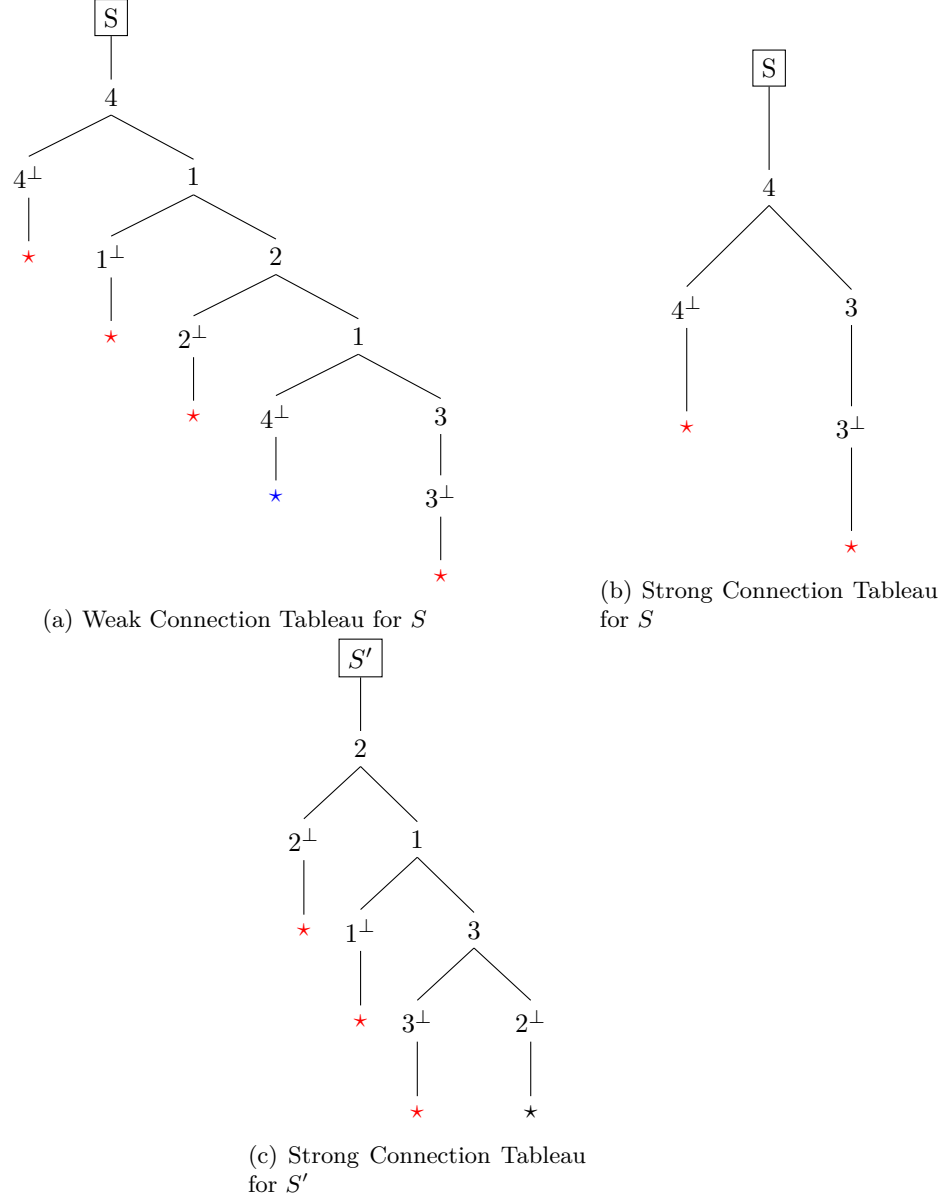 S
4
4⊥ 1
⋆ 1⊥ 2
⋆ 2⊥ 1
⋆ 4⊥ 3
⋆ 3⊥
⋆
(a) Weak Connection Tableau for S
S
4
4⊥ 3
⋆ 3⊥
⋆
(b) Strong Connection Tableau
for S
S′
2
2⊥ 1
⋆ 1⊥ 3
⋆ 3⊥ 2⊥
⋆ ⋆
(c) Strong Connection Tableau
for S′